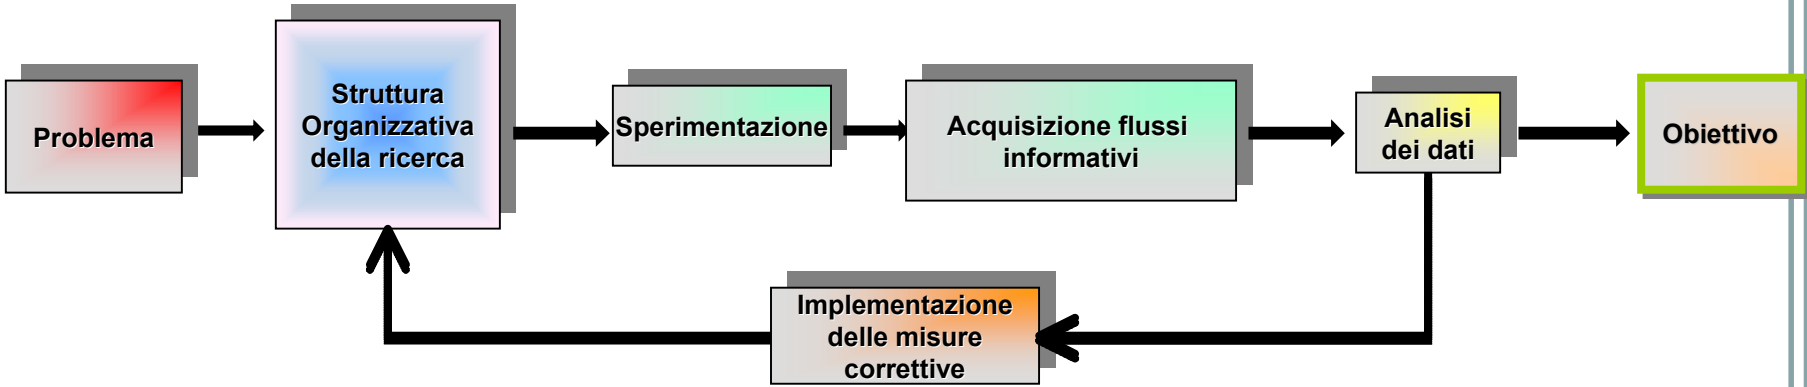 Problema
Struttura
Organizzativa
della ricerca
Sperimentazione
Acquisizione flussi
informativi
Analisi
dei dati
Obiettivo
Implementazione
delle misure
correttive